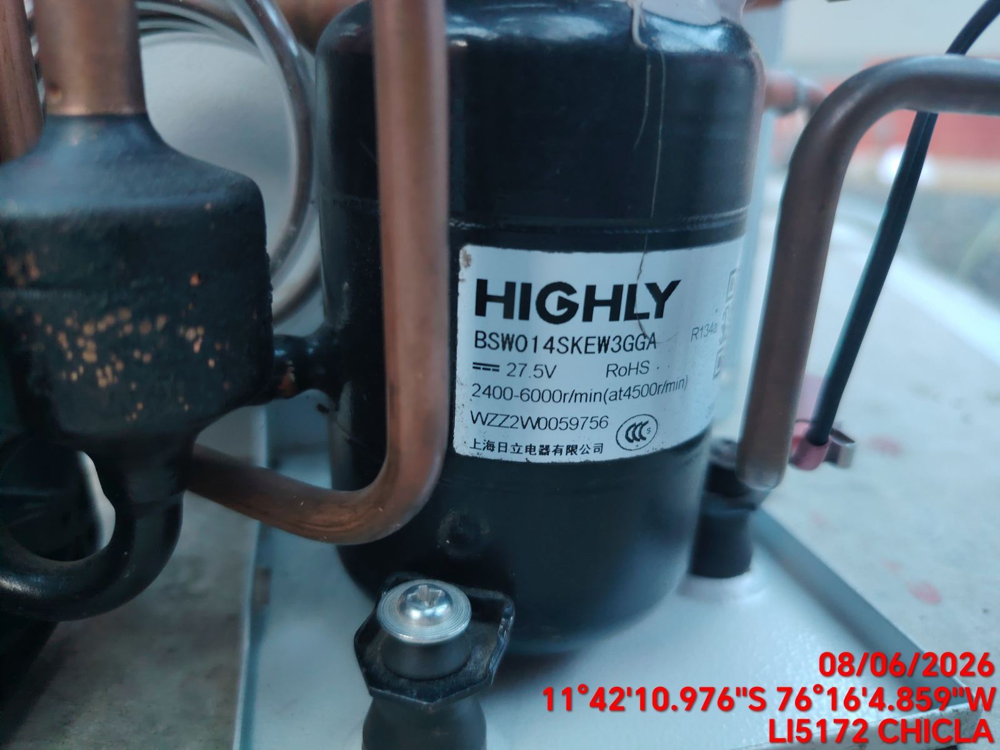 HIGHLY
BSW014SKEW3GGA R134a
27.5V RoHS
2400-6000r/min(at4500r/min)
WZZ2W0059756
CCC S
上海日立电器有限公司
08/06/2026
11°42'10.976"S 76°16'4.859"W
LI5172 CHICLA